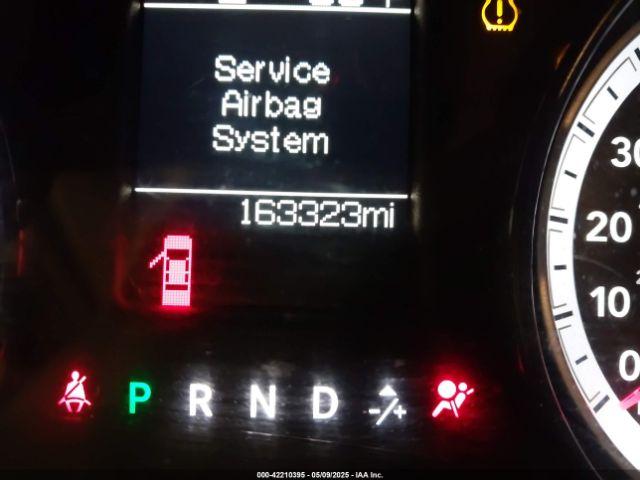 Service
Airbag
System
163323mi
30
20
10
0
P R N D -/+
000-42210395 - 05/09/2025 - IAA Inc.